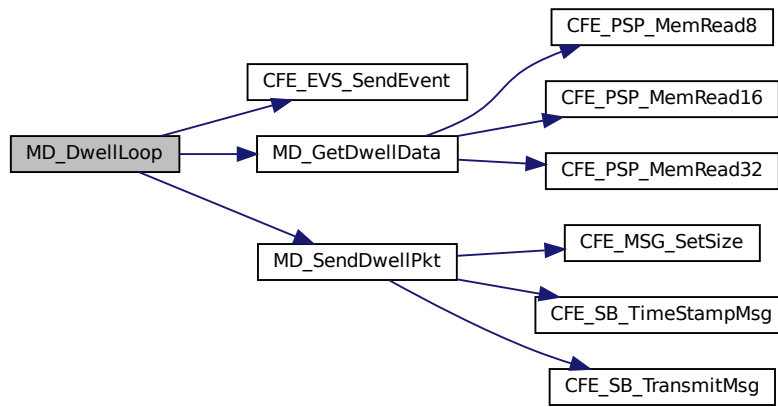 MD_DwellLoop
CFE_EVS_SendEvent
MD_GetDwellData
MD_SendDwellPkt
CFE_PSP_MemRead8
CFE_PSP_MemRead16
CFE_PSP_MemRead32
CFE_MSG_SetSize
CFE_SB_TimeStampMsg
CFE_SB_TransmitMsg